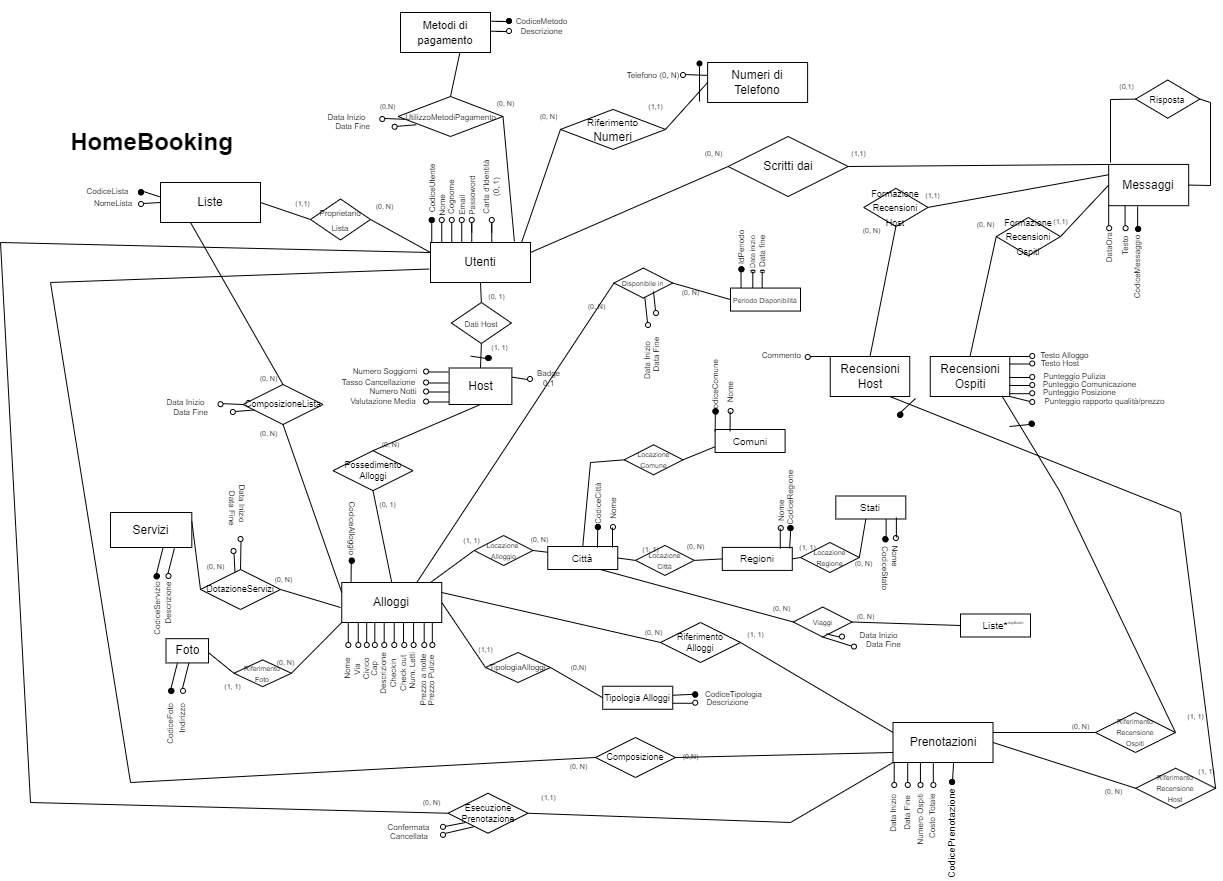 Metodi di
pagamento
CodiceMetodo
Descrizione
Telefono (0, N)
Numeri di
Telefono
(0,1)
Risposta
(0,N)
(0, N)
UtilizzoMetodiPagamento
Data Inizio
Data Fine
(0, N)
Riferimento
Numeri
(1,1)
HomeBooking
(0, N)
Scritti dai
(1,1)
CodiceLista
NomeLista
Liste
(1,1)
Proprietario
Lista
(0, N)
CodiceUtente
Nome
Cognome
Email
Passoword
Carta d'Identità
(0, 1)
Utenti
Messaggi
DataOra
Testo
CodiceMessaggio
Formazione
Recensioni
Host
(1,1)
(0, N)
Formazione
Recensioni
Ospiti
(1,1)
(0, N)
IdPeriodo
Data inizio
Data fine
Periodo Disponibilità
Disponibile in
(0, N)
(0, N)
Data Inizio
Data Fine
(0, 1)
Dati Host
(1, 1)
Host
Numero Soggiorni
Tasso Cancellazione
Numero Notti
Valutazione Media
Badge
0,1
Commento
Recensioni
Host
Recensioni
Ospiti
Testo Alloggo
Testo Host
Punteggio Pulizia
Punteggio Comunicazione
Punteggio Posizione
Punteggio rapporto qualità/prezzo
(0, N)
ComposizioneLista
Data Inizio
Data Fine
(0, N)
(0, N)
Possedimento
Alloggi
(0, 1)
CodiceComune
Nome
Comuni
Locazione
Comune
CodiceCittà
Nome
Città
(1, 1)
Locazione
Alloggio
(0, N)
(1, 1)
Locazione
Città
(0, N)
Nome
CodiceRegione
Regioni
(1, 1)
Locazione
Regione
(0, N)
Stati
CodiceStato
Nome
Servizi
CodiceServizio
Descrizione
Data Fine
Data Inizo
(0, N)
DotazioneServizi
(0, N)
CodiceAlloggio
Alloggi
Nome
Via
Civico
Cap
Descrizione
Checkin
Check out
Num. Letti
Prezzo a notte
Prezzo Pulizie
Foto
CodiceFoto
Indirizzo
(0, N)
Riferimento
Foto
(1, 1)
(0, N)
Viaggi
(0, N)
Data Inizio
Data Fine
Liste*
(0, N)
Riferimento
Alloggi
(1, 1)
(1,1)
TipologiaAlloggi
(0,N)
Tipologia Alloggi
CodiceTipologia
Descrizione
Prenotazioni
Data Inizio
Data Fine
Numero Ospiti
Costo Totale
CodicePrenotazione
(0, N)
Riferimento
Recensione
Ospiti
(1, 1)
(0, N)
Riferimento
Recensione
Host
(1, 1)
(0, N)
Composizione
(0,N)
(0, N)
Esecuzione
Prenotazione
(1,1)
Confermata
Cancellata